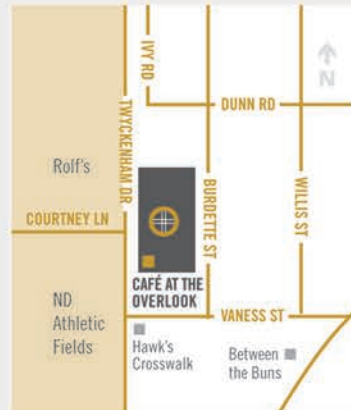 IVY RD
N
DUNN RD
TWYCKENHAM DR
Rolf's
BURDETTE ST
WILLIS ST
COURTNEY LN
CAFÉ AT THE
OVERLOOK
VANESS ST
ND
Athletic
Fields
Hawk's
Crosswalk
Between
the Buns